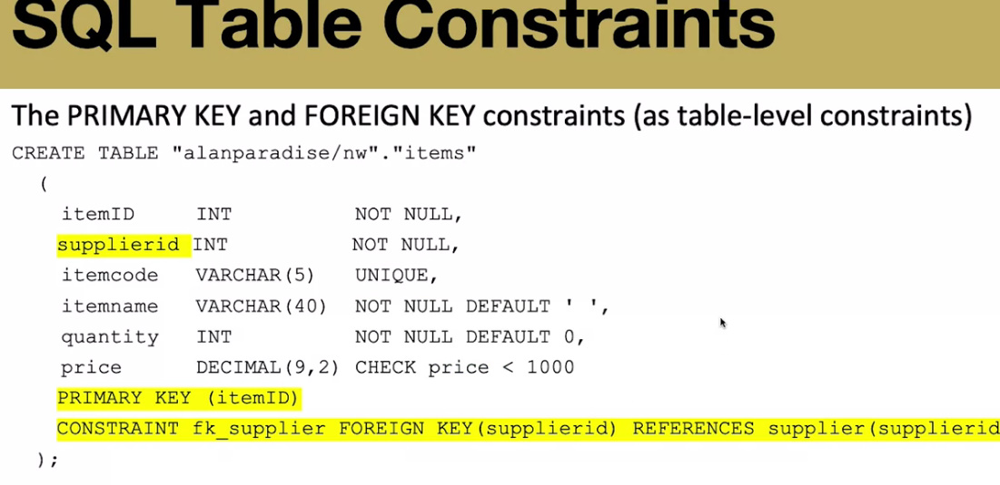 SQL Table Constraints
The PRIMARY KEY and FOREIGN KEY constraints (as table-level constraints)
CREATE TABLE "alanparadise/nw"."items"
(
itemID INT NOT NULL,
supplierid INT NOT NULL,
itemcode VARCHAR(5) UNIQUE,
itemname VARCHAR(40) NOT NULL DEFAULT ' ',
quantity INT NOT NULL DEFAULT 0,
price DECIMAL(9,2) CHECK price < 1000
PRIMARY KEY (itemID)
CONSTRAINT fk_supplier FOREIGN KEY(supplierid) REFERENCES supplier(supplierid
);